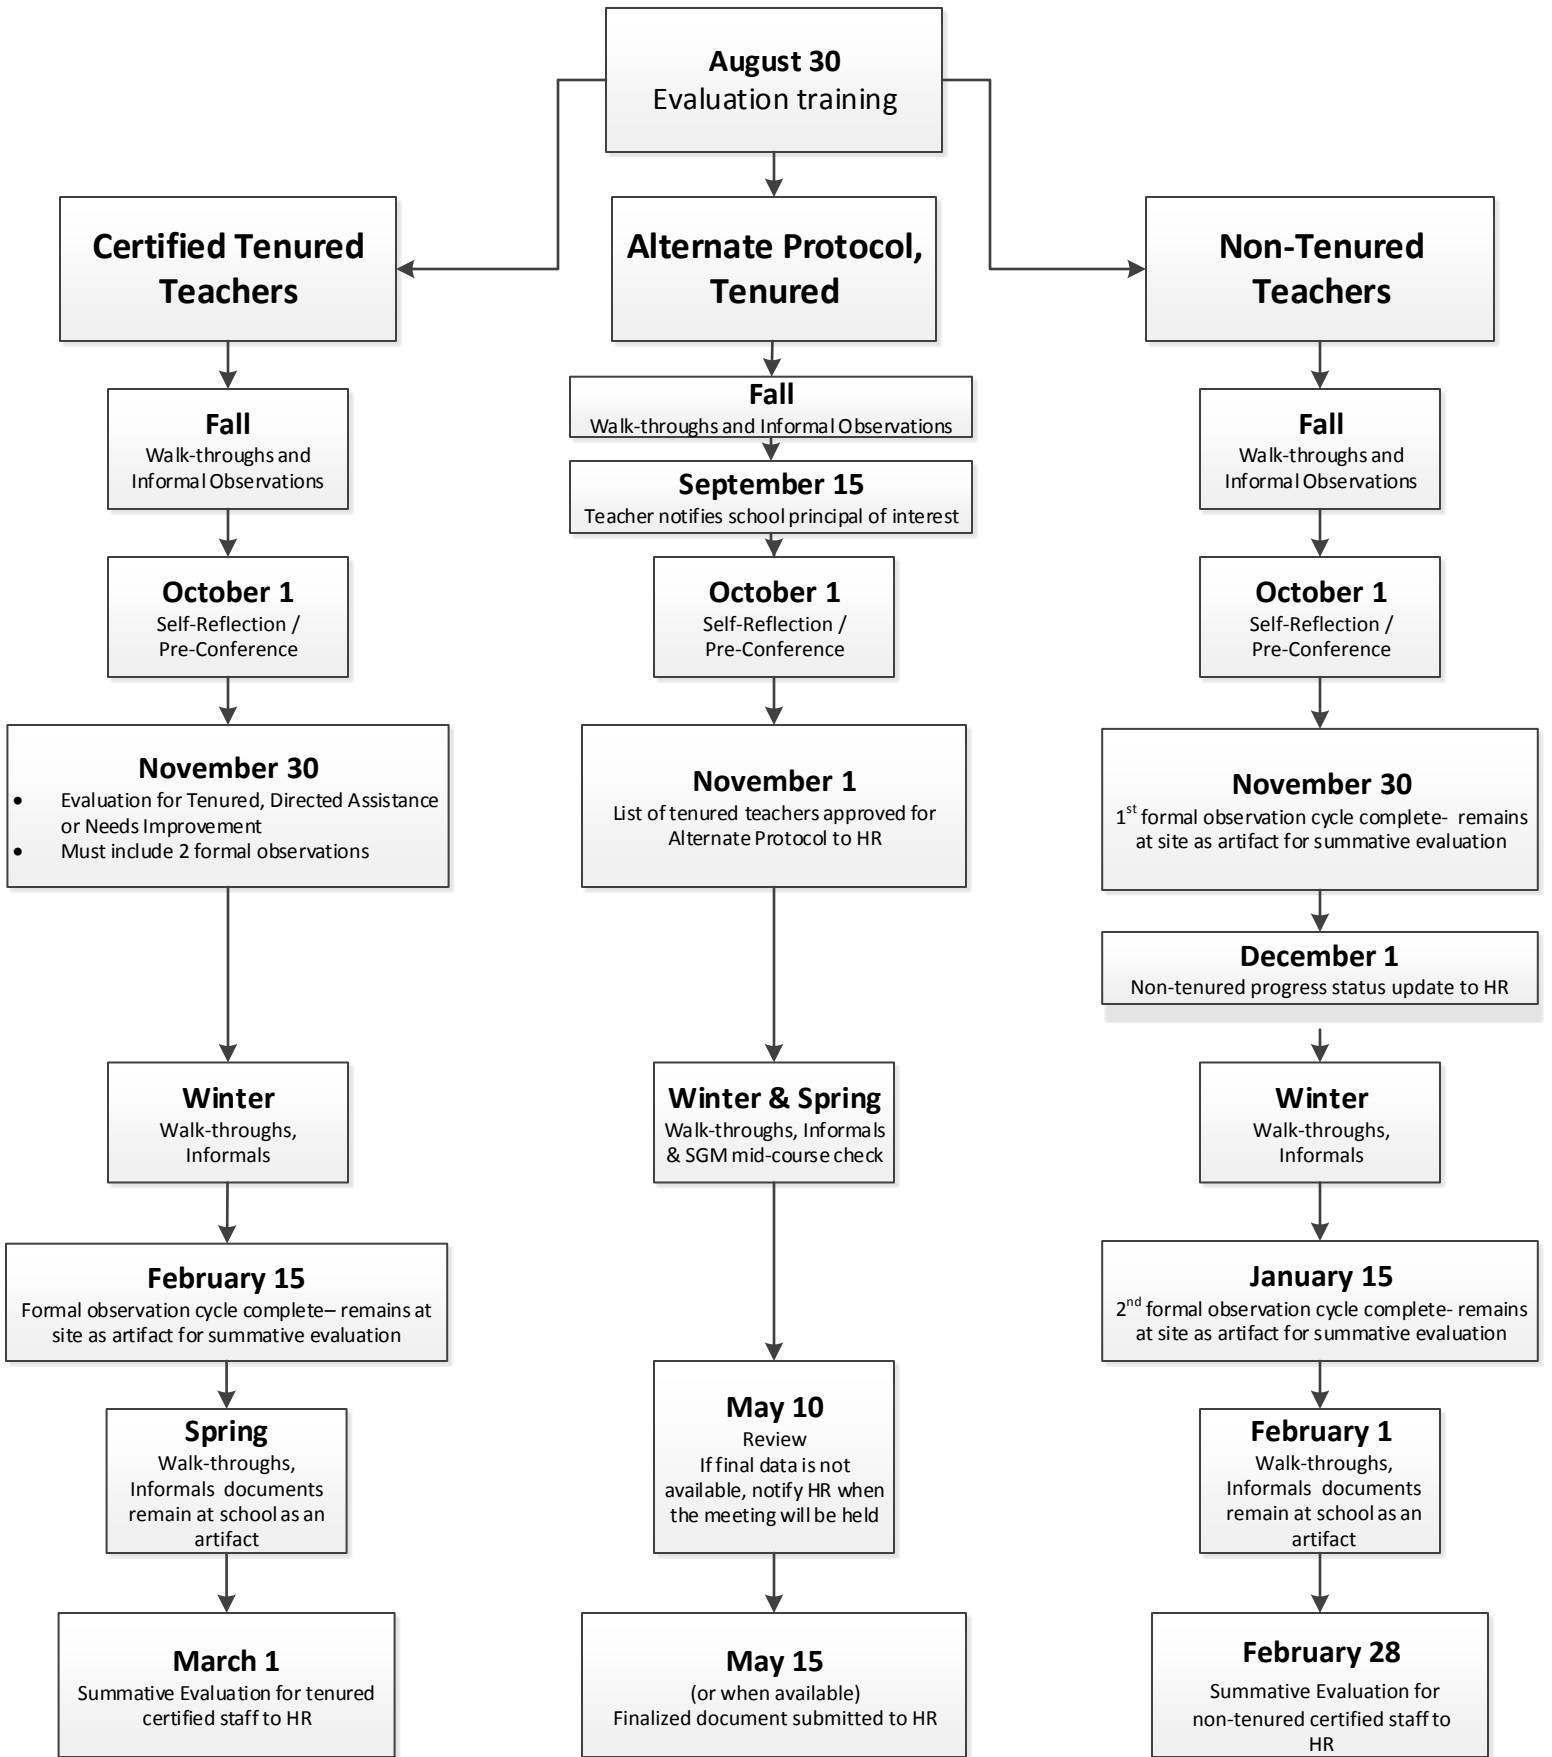 August 30
Evaluation training
Certified Tenured
Teachers
Fall
Walk-throughs and
Informal Observations
October 1
Self-Reflection /
Pre-Conference
November 30
• Evaluation for Tenured, Directed Assistance
or Needs Improvement
• Must include 2 formal observations
Winter
Walk-throughs,
Informals
February 15
Formal observation cycle complete– remains at
site as artifact for summative evaluation
Spring
Walk-throughs,
Informals documents
remain at school as an
artifact
March 1
Summative Evaluation for tenured
certified staff to HR
Alternate Protocol,
Tenured
Fall
Walk-throughs and Informal Observations
September 15
Teacher notifies school principal of interest
October 1
Self-Reflection /
Pre-Conference
November 1
List of tenured teachers approved for
Alternate Protocol to HR
Winter & Spring
Walk-throughs, Informals
& SGM mid-course check
May 10
Review
If final data is not
available, notify HR when
the meeting will be held
May 15
(or when available)
Finalized document submitted to HR
Non-Tenured
Teachers
Fall
Walk-throughs and
Informal Observations
October 1
Self-Reflection /
Pre-Conference
November 30
1st formal observation cycle complete- remains
at site as artifact for summative evaluation
December 1
Non-tenured progress status update to HR
Winter
Walk-throughs,
Informals
January 15
2nd formal observation cycle complete- remains
at site as artifact for summative evaluation
February 1
Walk-throughs,
Informals documents
remain at school as an
artifact
February 28
Summative Evaluation for
non-tenured certified staff to
HR